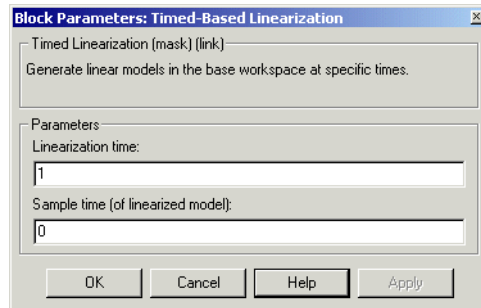 Block Parameters: Timed-Based Linearization
Timed Linearization (mask) (link)
Generate linear models in the base workspace at specific times.
Parameters
Linearization time:
1
Sample time (of linearized model):
0
OK Cancel Help Apply